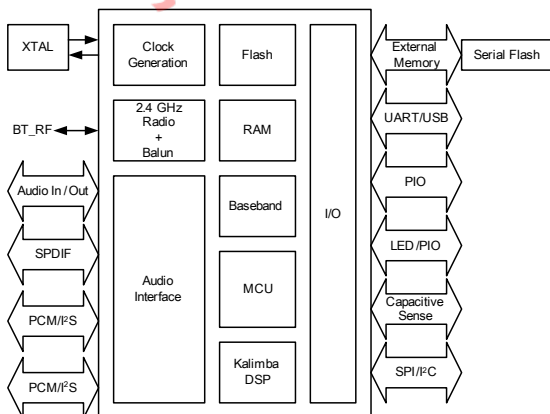 XTAL
Clock
Generation
Flash
External
Memory
Serial Flash
BT_RF
2.4 GHz
Radio
+
Balun
RAM
UART/USB
Audio In / Out
Baseband
I/O
PIO
SPDIF
Audio
Interface
MCU
LED/PIO
PCM/I²S
Capacitive
Sense
PCM/I²S
Kalimba
DSP
SPI/I²C